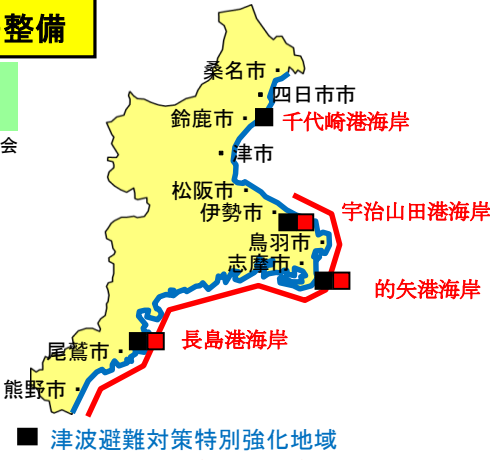 整備
会
桑名市
四日市市
鈴鹿市
千代崎港海岸
津市
松阪市
伊勢市
宇治山田港海岸
鳥羽市
志摩市
的矢港海岸
長島港海岸
尾鷲市
熊野市
津波避難対策特別強化地域